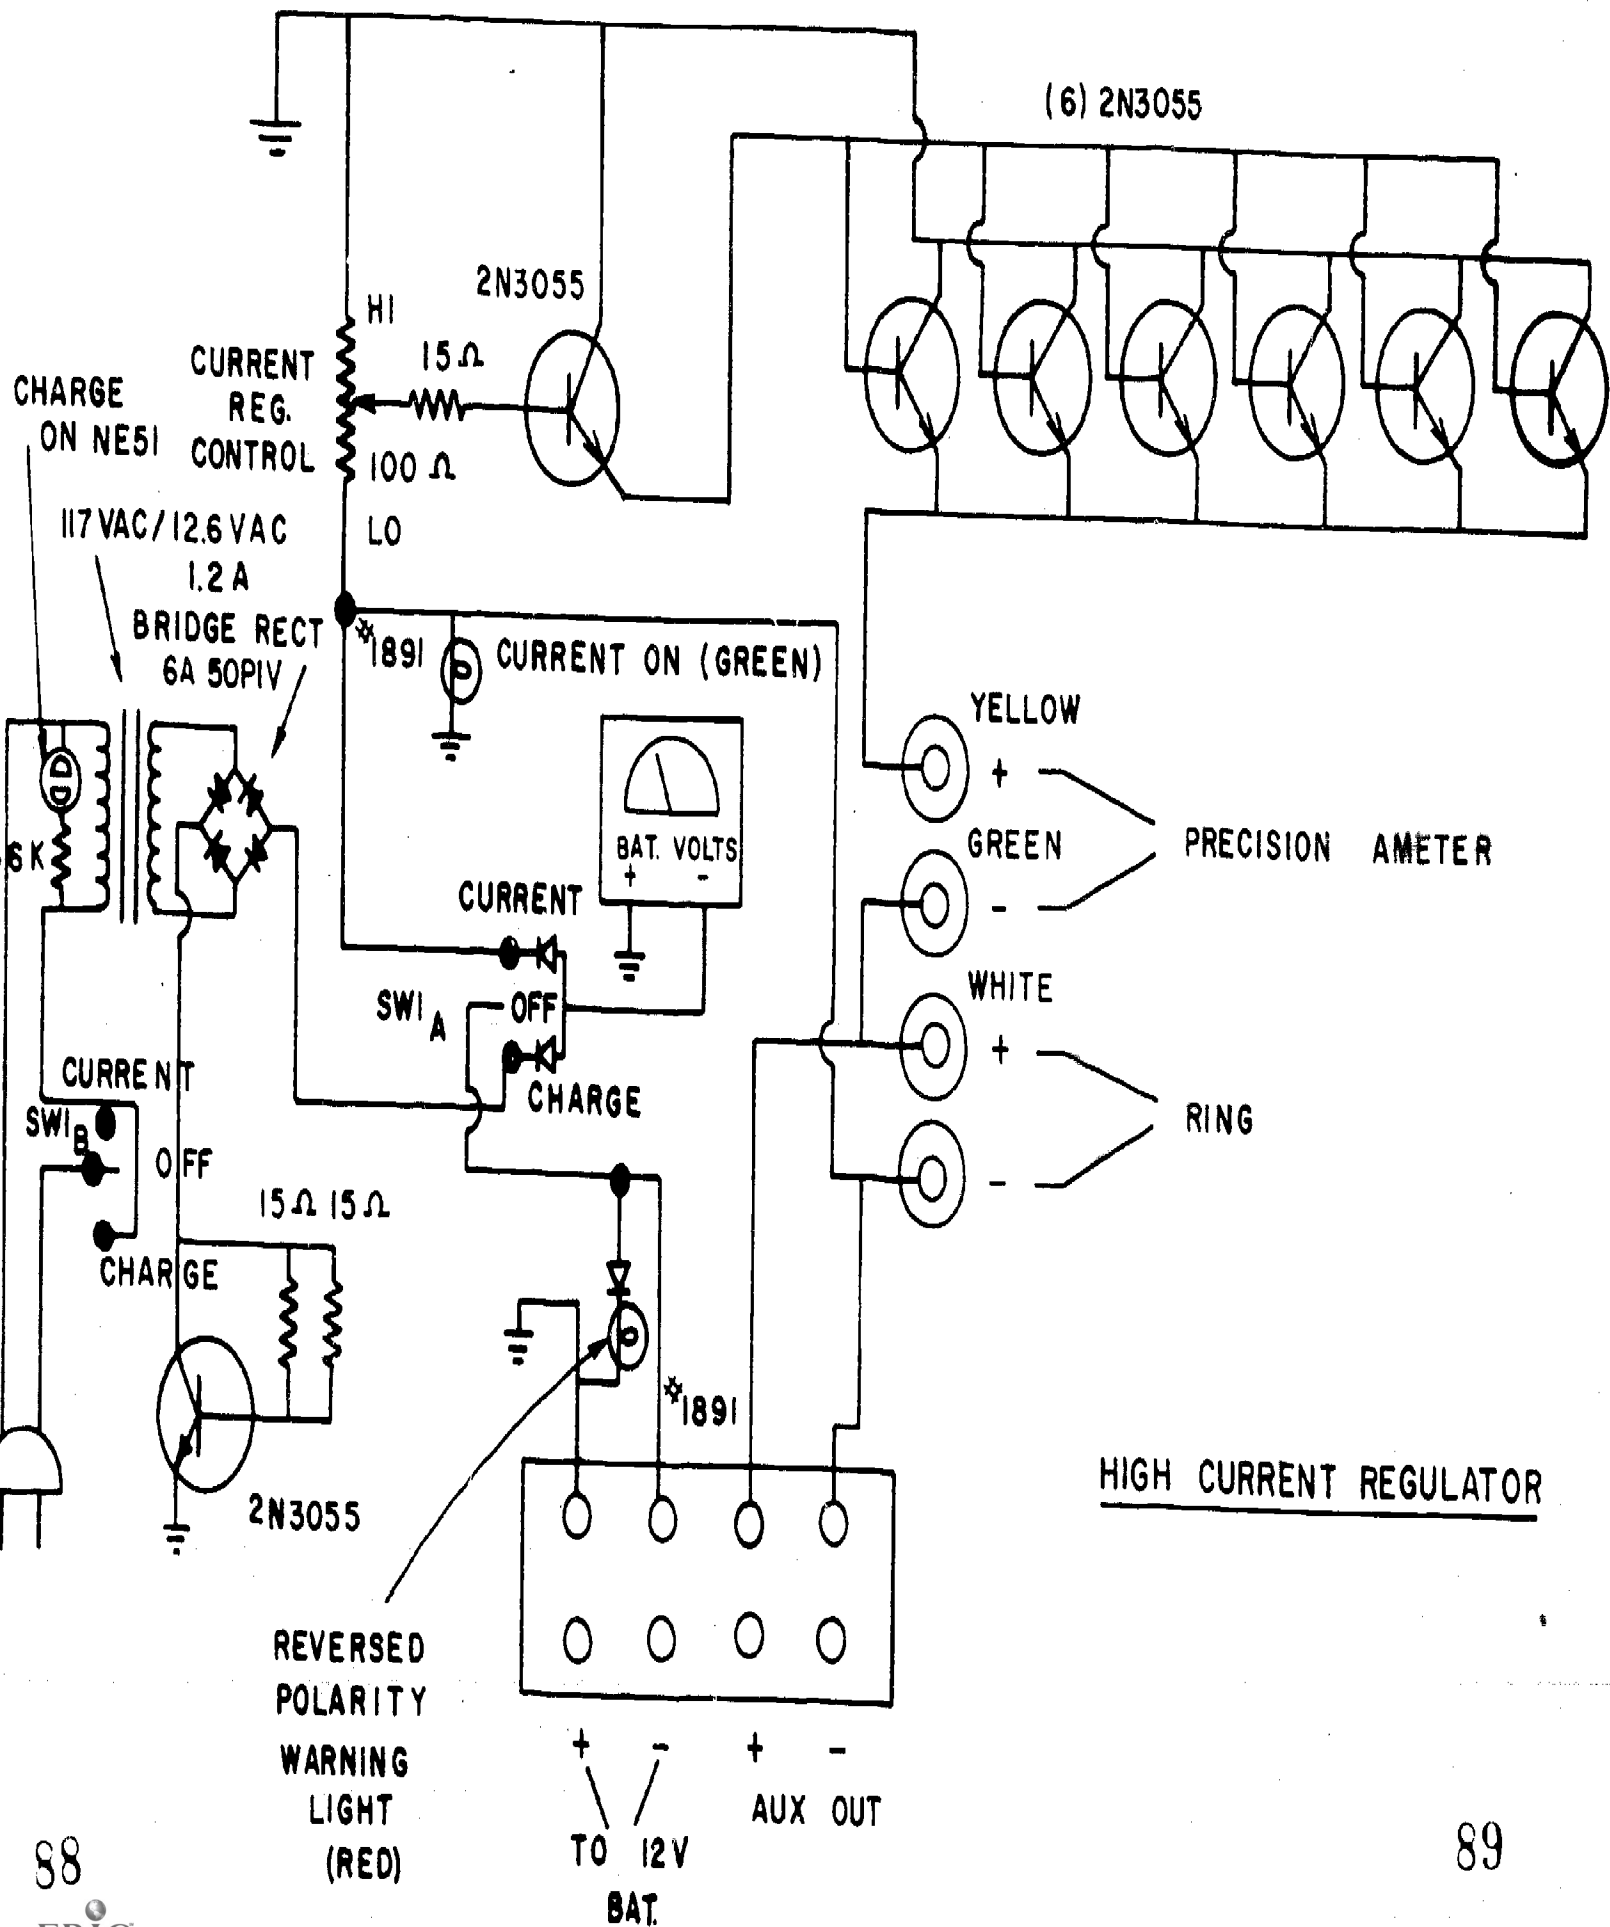 (6) 2N3055
2N3055
HI
15Ω
CURRENT
REG.
CONTROL
100 Ω
LO
CHARGE
ON NE51
117 VAC/12.6 VAC
1.2 A
BRIDGE RECT
6A 50PIV
*1891
CURRENT ON (GREEN)
6K
BAT. VOLTS
+ -
YELLOW
+
GREEN
-
PRECISION AMETER
WHITE
+
-
RING
CURRENT
SW1A
OFF
CHARGE
CURRENT
SW1B
OFF
CHARGE
15Ω 15Ω
2N3055
*1891
HIGH CURRENT REGULATOR
REVERSED
POLARITY
WARNING
LIGHT
(RED)
+ - + -
AUX OUT
TO 12V
BAT.
88
89